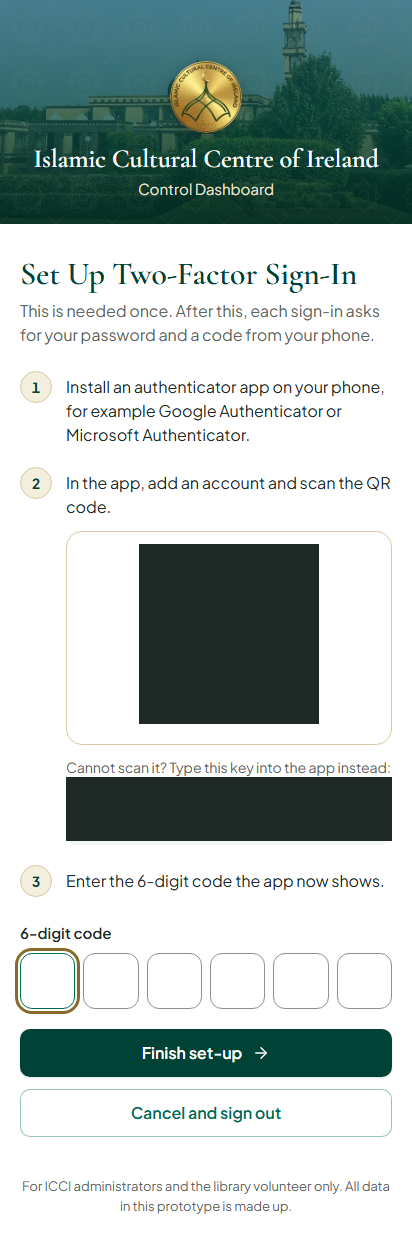 ISLAMIC CULTURAL CENTRE OF IRELAND
Islamic Cultural Centre of Ireland
Control Dashboard
Set Up Two-Factor Sign-In
This is needed once. After this, each sign-in asks
for your password and a code from your phone.
1
Install an authenticator app on your phone,
for example Google Authenticator or
Microsoft Authenticator.
2
In the app, add an account and scan the QR
code.
Cannot scan it? Type this key into the app instead:
3
Enter the 6-digit code the app now shows.
6-digit code
Finish set-up →
Cancel and sign out
For ICCI administrators and the library volunteer only. All data
in this prototype is made up.